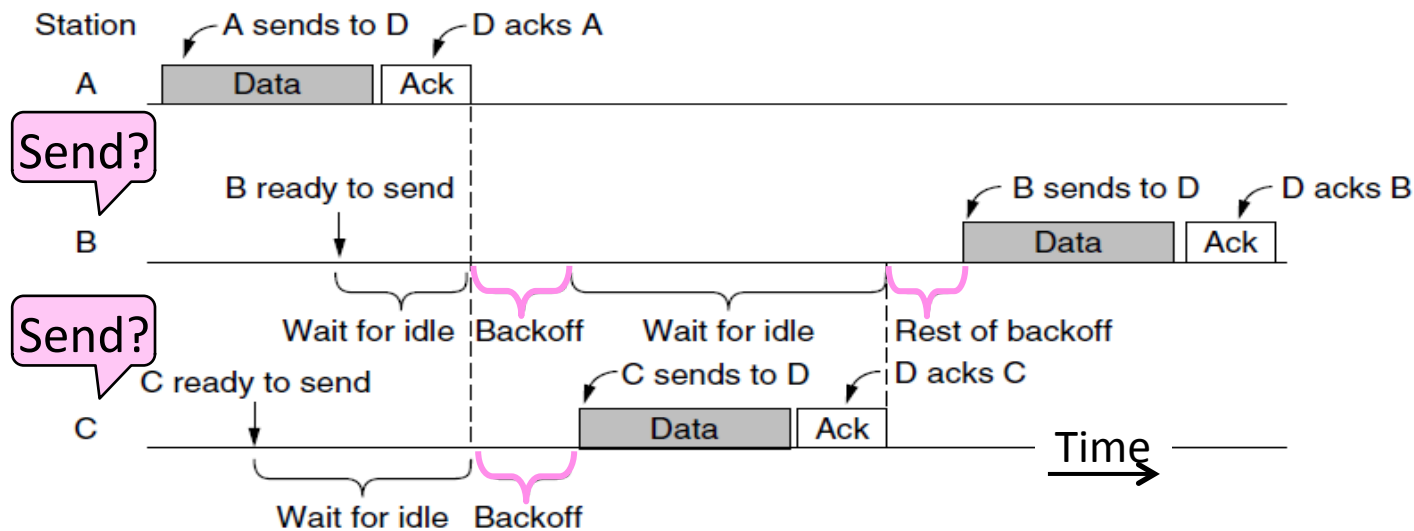 Station
A sends to D
D acks A
A
Data
Ack
Send?
B ready to send
B sends to D
D acks B
B
Data
Ack
Wait for idle
Backoff
Wait for idle
Rest of backoff
Send?
C ready to send
C sends to D
D acks C
C
Data
Ack
Time
Wait for idle
Backoff